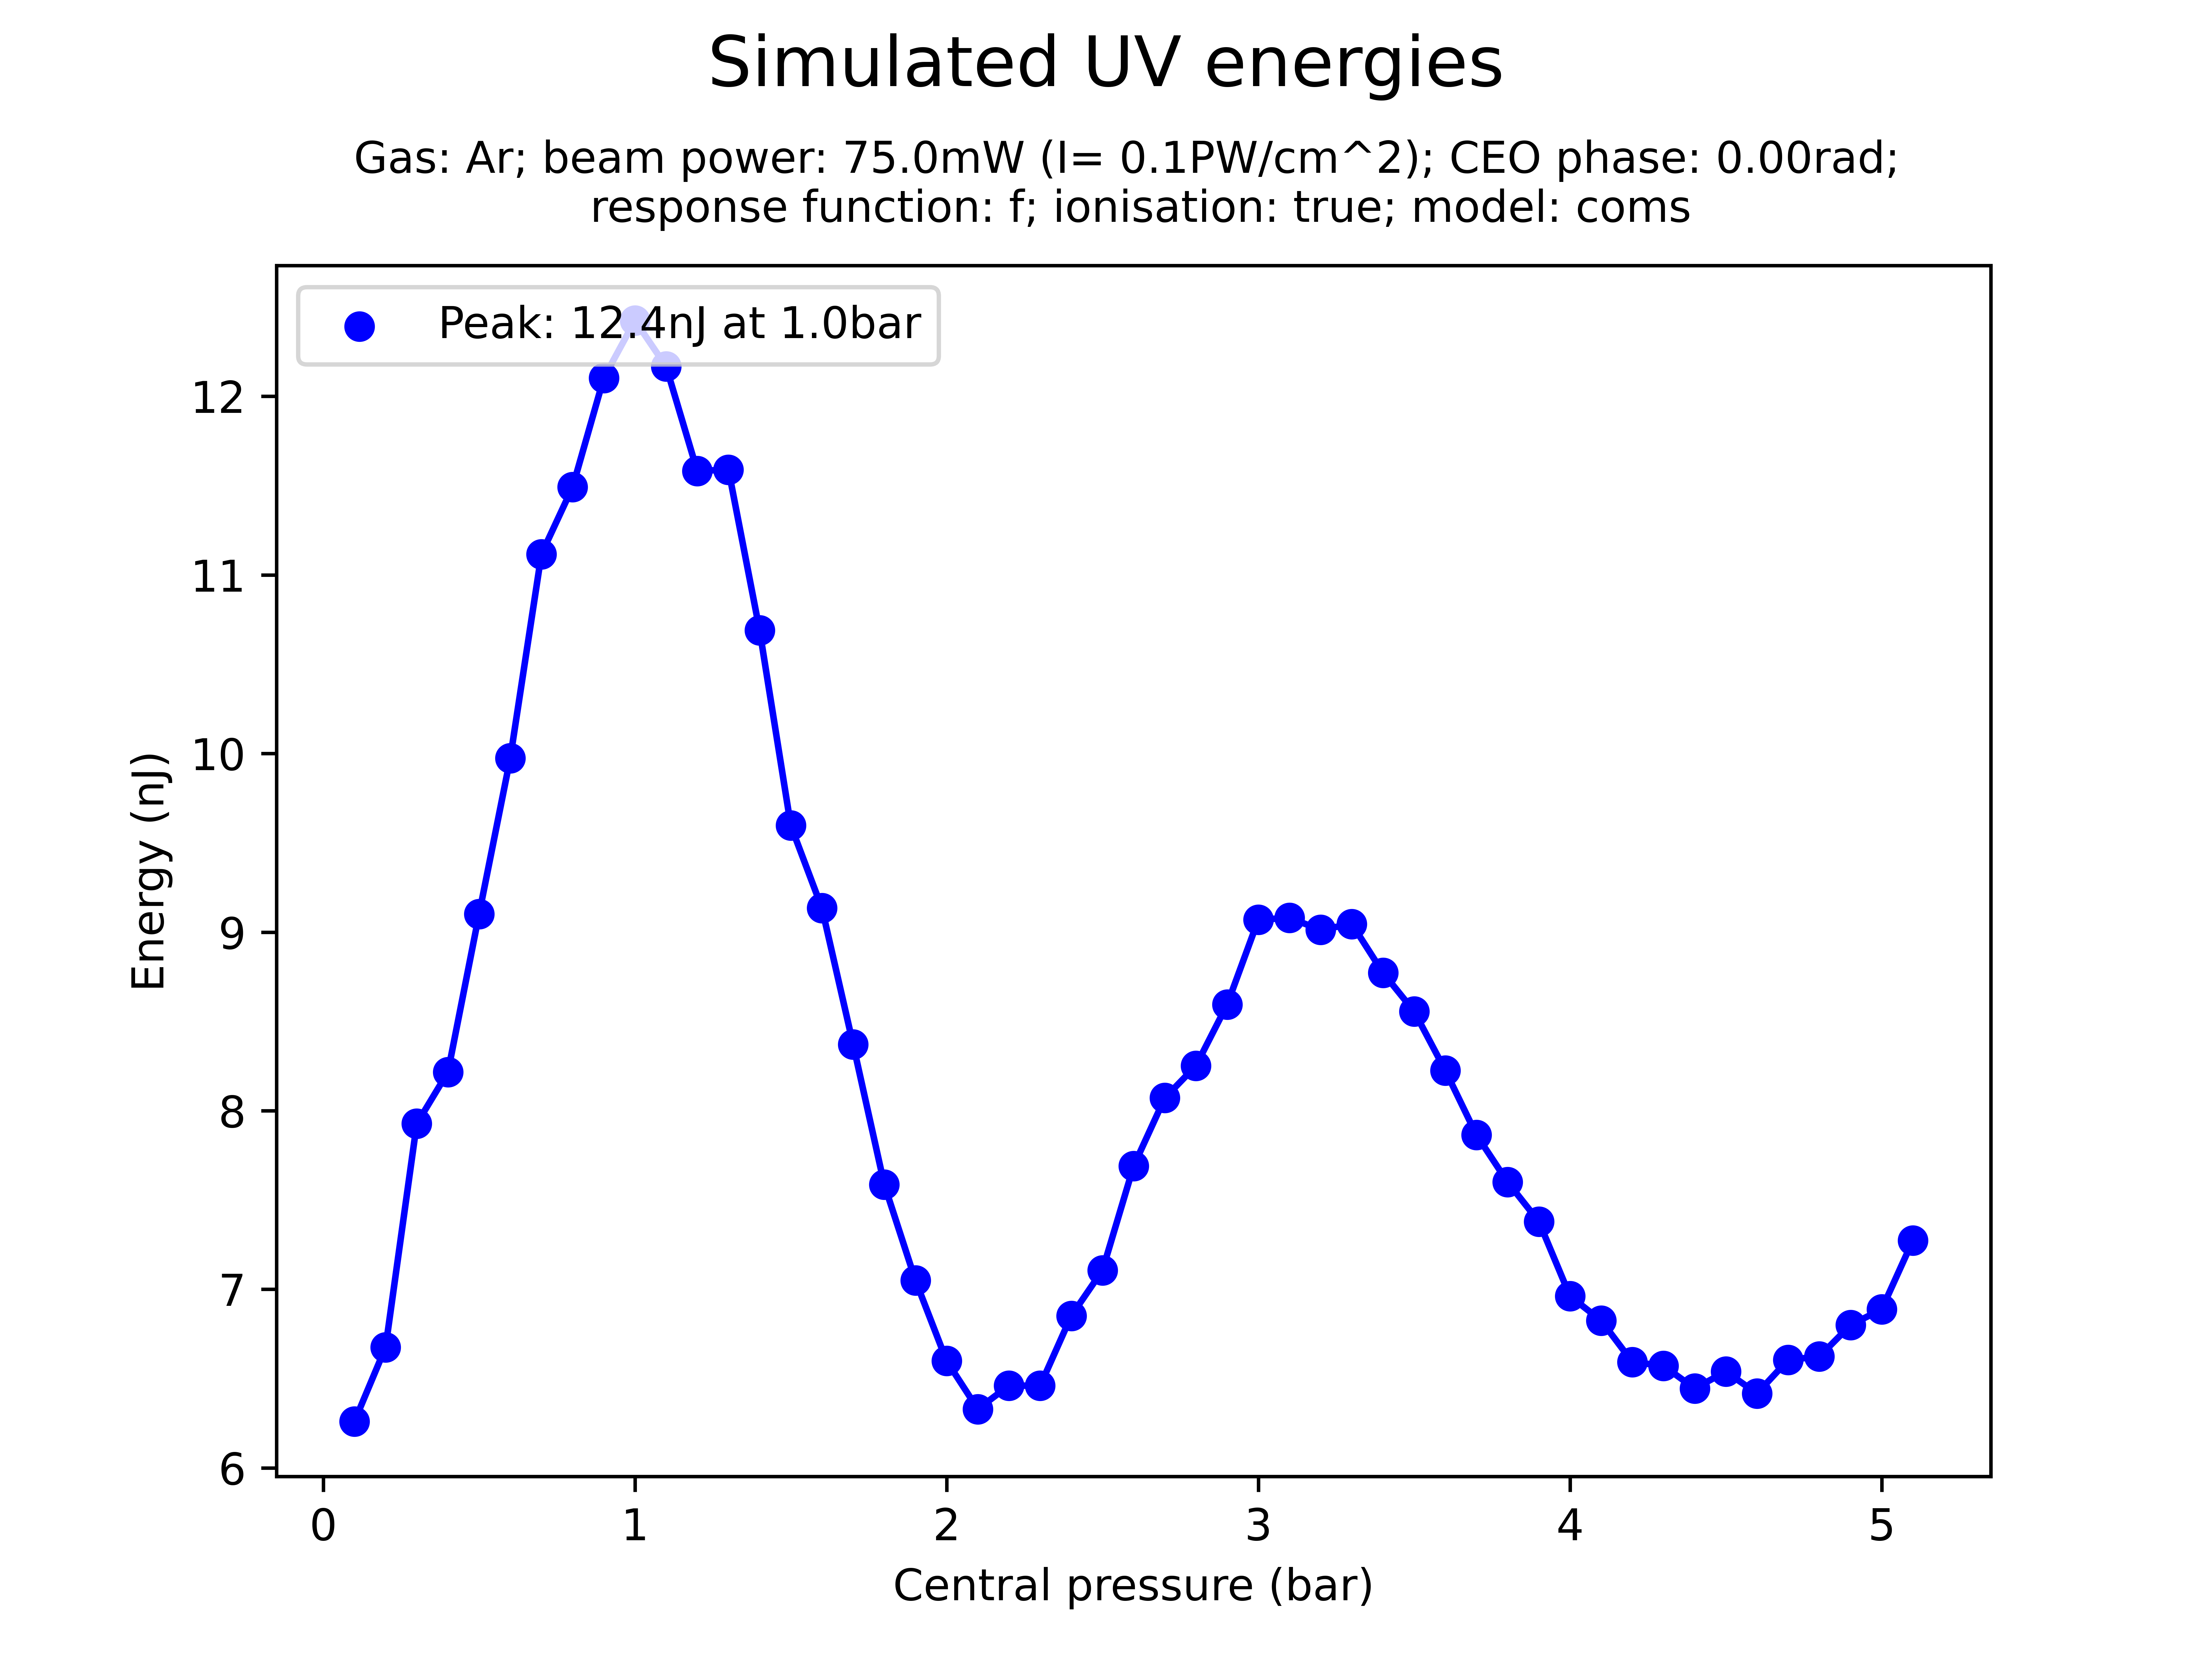 Simulated UV energies
Gas: Ar; beam power: 75.0mW (I= 0.1PW/cm^2); CEO phase: 0.00rad;
response function: f; ionisation: true; model: coms
Peak: 12.4nJ at 1.0bar
12
11
10
9
8
7
6
Energy (nJ)
0 1 2 3 4 5
Central pressure (bar)